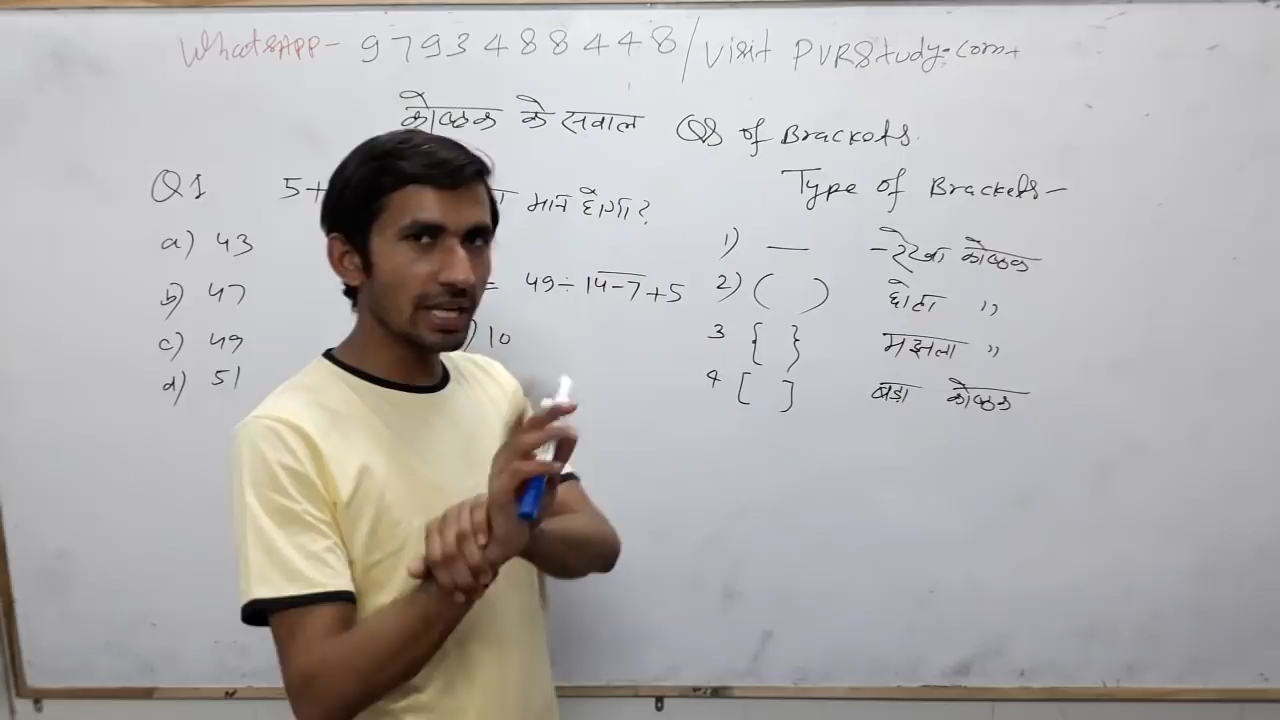 WhatsAPP- 9793488448/Visit PVRStudy.com
कोष्ठक के सवाल Qs of Brackets.
Q1 5+ मान होगा?
a) 43
b) 47
c) 49
d) 51
= 49÷14-7+5
) 10
Type of Brackets-
1) — -रेखा कोष्ठक
2) ( ) छोटा ,,
3 { } मझला ,,
4 [ ] बड़ा कोष्ठक